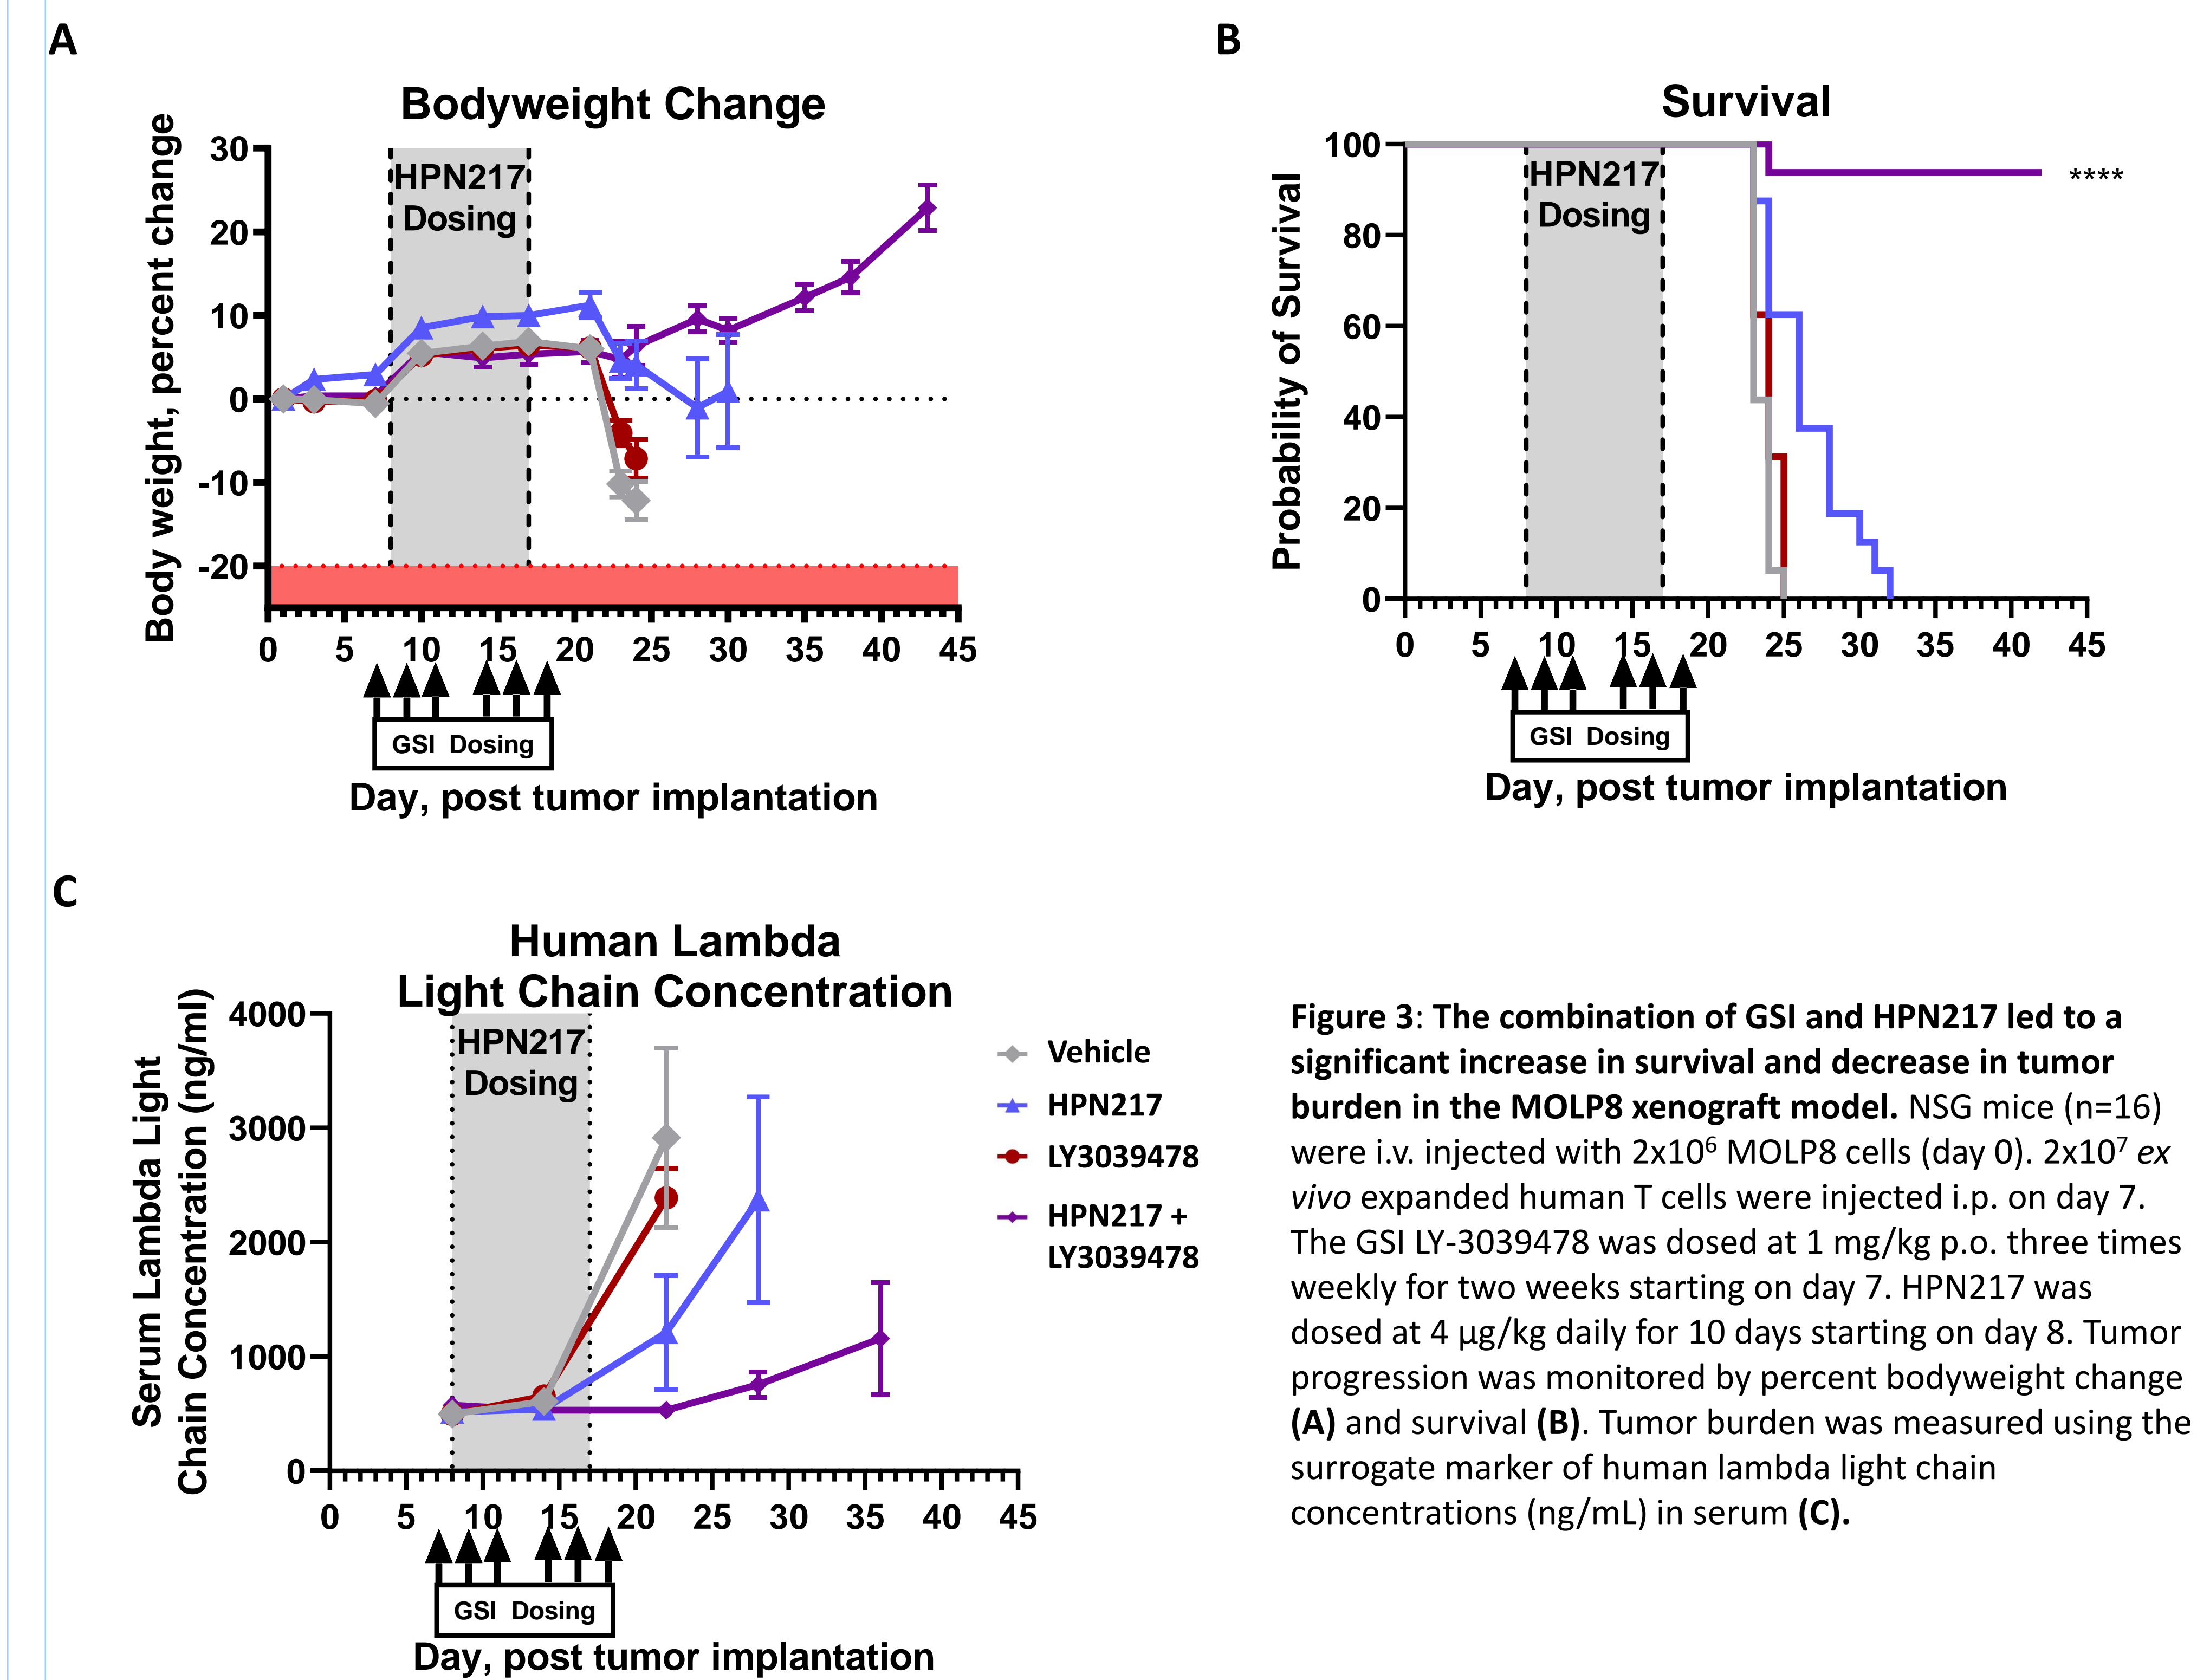 A
Bodyweight Change
Body weight, percent change
30
20
10
0
-10
-20
HPN217
Dosing
0 5 10 15 20 25 30 35 40 45
GSI Dosing
Day, post tumor implantation
B
Survival
Probability of Survival
100
80
60
40
20
0
HPN217
Dosing
****
0 5 10 15 20 25 30 35 40 45
GSI Dosing
Day, post tumor implantation
C
Human Lambda
Light Chain Concentration
Serum Lambda Light
Chain Concentration (ng/ml)
4000
3000
2000
1000
0
HPN217
Dosing
0 5 10 15 20 25 30 35 40 45
GSI Dosing
Day, post tumor implantation
Vehicle
HPN217
LY3039478
HPN217 +
LY3039478
Figure 3: The combination of GSI and HPN217 led to a
significant increase in survival and decrease in tumor
burden in the MOLP8 xenograft model. NSG mice (n=16)
were i.v. injected with 2x10⁶ MOLP8 cells (day 0). 2x10⁷ ex
vivo expanded human T cells were injected i.p. on day 7.
The GSI LY-3039478 was dosed at 1 mg/kg p.o. three times
weekly for two weeks starting on day 7. HPN217 was
dosed at 4 µg/kg daily for 10 days starting on day 8. Tumor
progression was monitored by percent bodyweight change
(A) and survival (B). Tumor burden was measured using the
surrogate marker of human lambda light chain
concentrations (ng/mL) in serum (C).